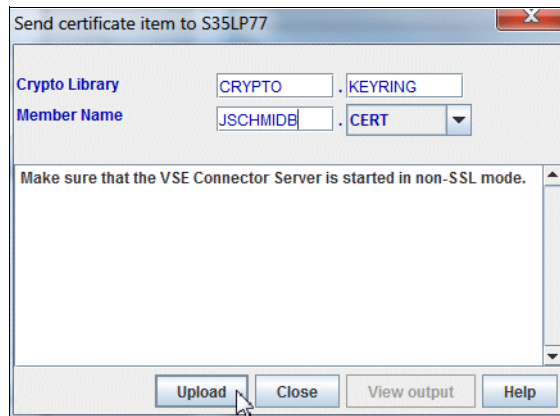 Send certificate item to S35LP77
Crypto Library CRYPTO . KEYRING
Member Name JSCHMIDB . CERT
Make sure that the VSE Connector Server is started in non-SSL mode.
Upload Close View output Help